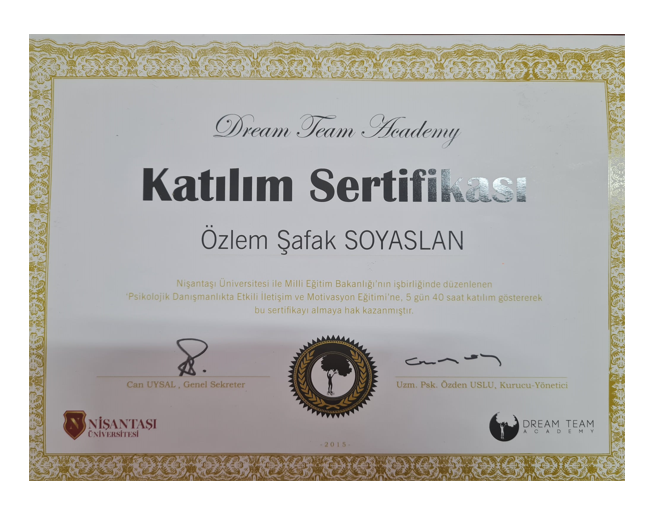 Dream Team Academy
Katılım Sertifikası
Özlem Şafak SOYASLAN
Nişantaşı Üniversitesi ile Milli Eğitim Bakanlığı'nın işbirliğinde düzenlenen
'Psikolojik Danışmanlıkta Etkili İletişim ve Motivasyon Eğitimi'ne, 5 gün 40 saat katılım göstererek
bu sertifikayı almaya hak kazanmıştır.
Can UYSAL , Genel Sekreter
Uzm. Psk. Özden USLU, Kurucu-Yönetici
NİŞANTAŞI
ÜNİVERSİTESİ
DREAM TEAM
ACADEMY
-2015-